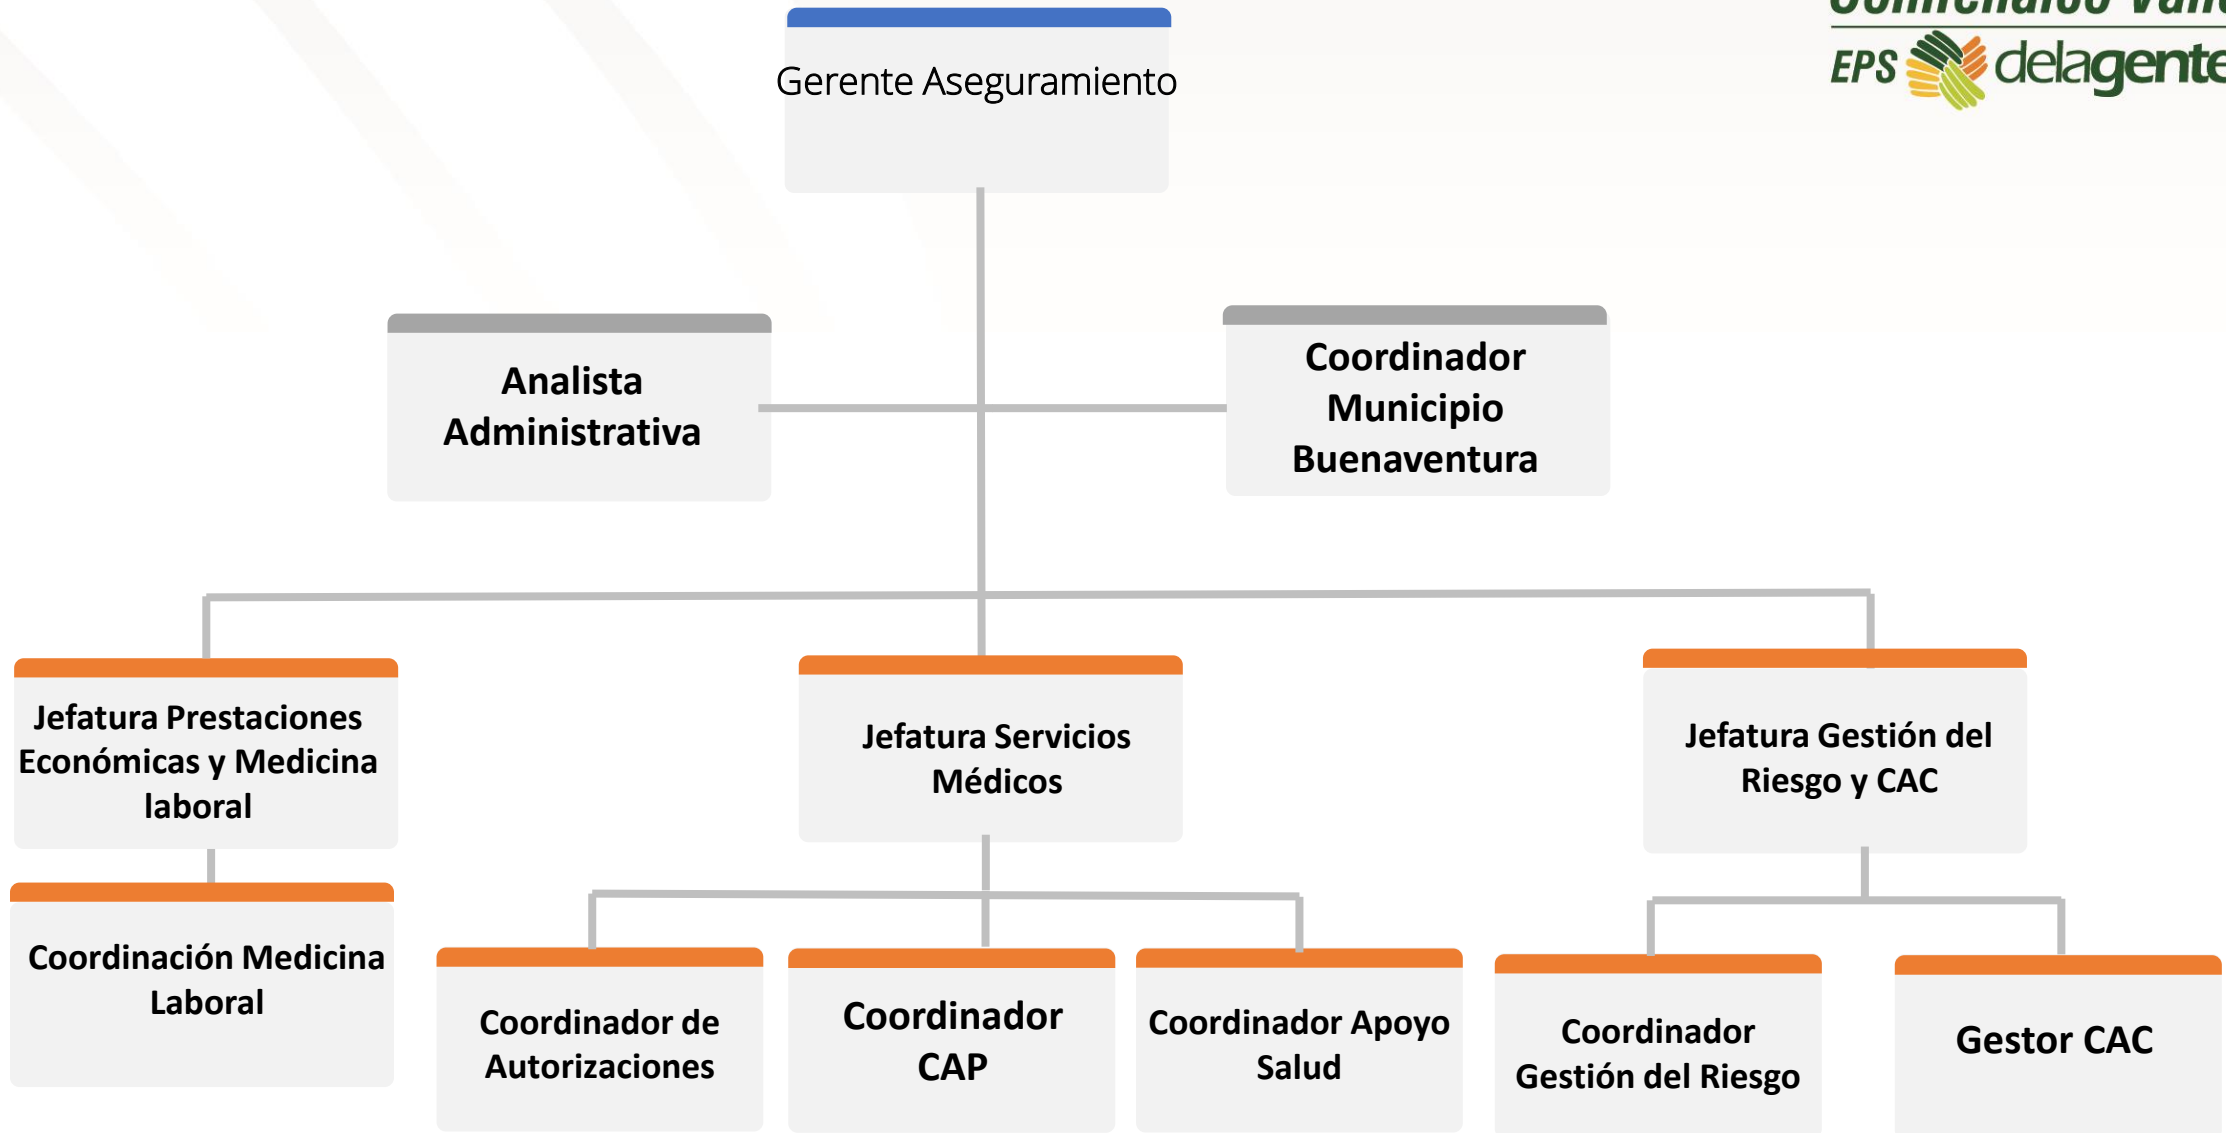 EPS delagente
Gerente Aseguramiento
Analista
Administrativa
Coordinador
Municipio
Buenaventura
Jefatura Prestaciones
Económicas y Medicina
laboral
Jefatura Servicios
Médicos
Jefatura Gestión del
Riesgo y CAC
Coordinación Medicina
Laboral
Coordinador de
Autorizaciones
Coordinador
CAP
Coordinador Apoyo
Salud
Coordinador
Gestión del Riesgo
Gestor CAC